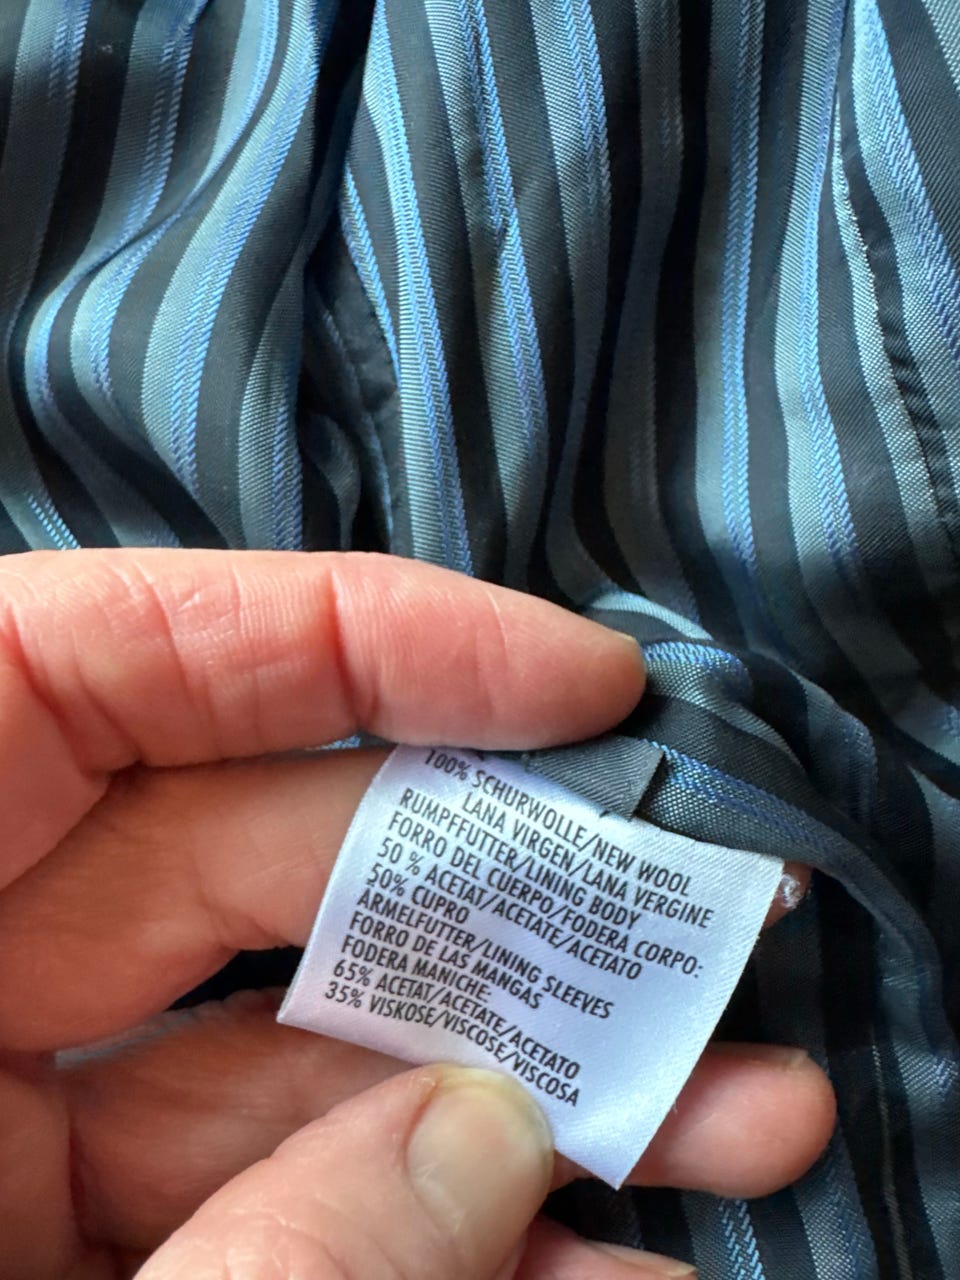 100% SCHURWOLLE/NEW WOOL
LANA VIRGEN/LANA VERGINE
RUMPFFUTTER/LINING BODY
FORRO DEL CUERPO/FODERA CORPO:
50 % ACETAT/ACETATE/ACETATO
50% CUPRO
ÄRMELFUTTER/LINING SLEEVES
FORRO DE LAS MANGAS
FODERA MANICHE:
65% ACETAT/ACETATE/ACETATO
35% VISKOSE/VISCOSE/VISCOSA